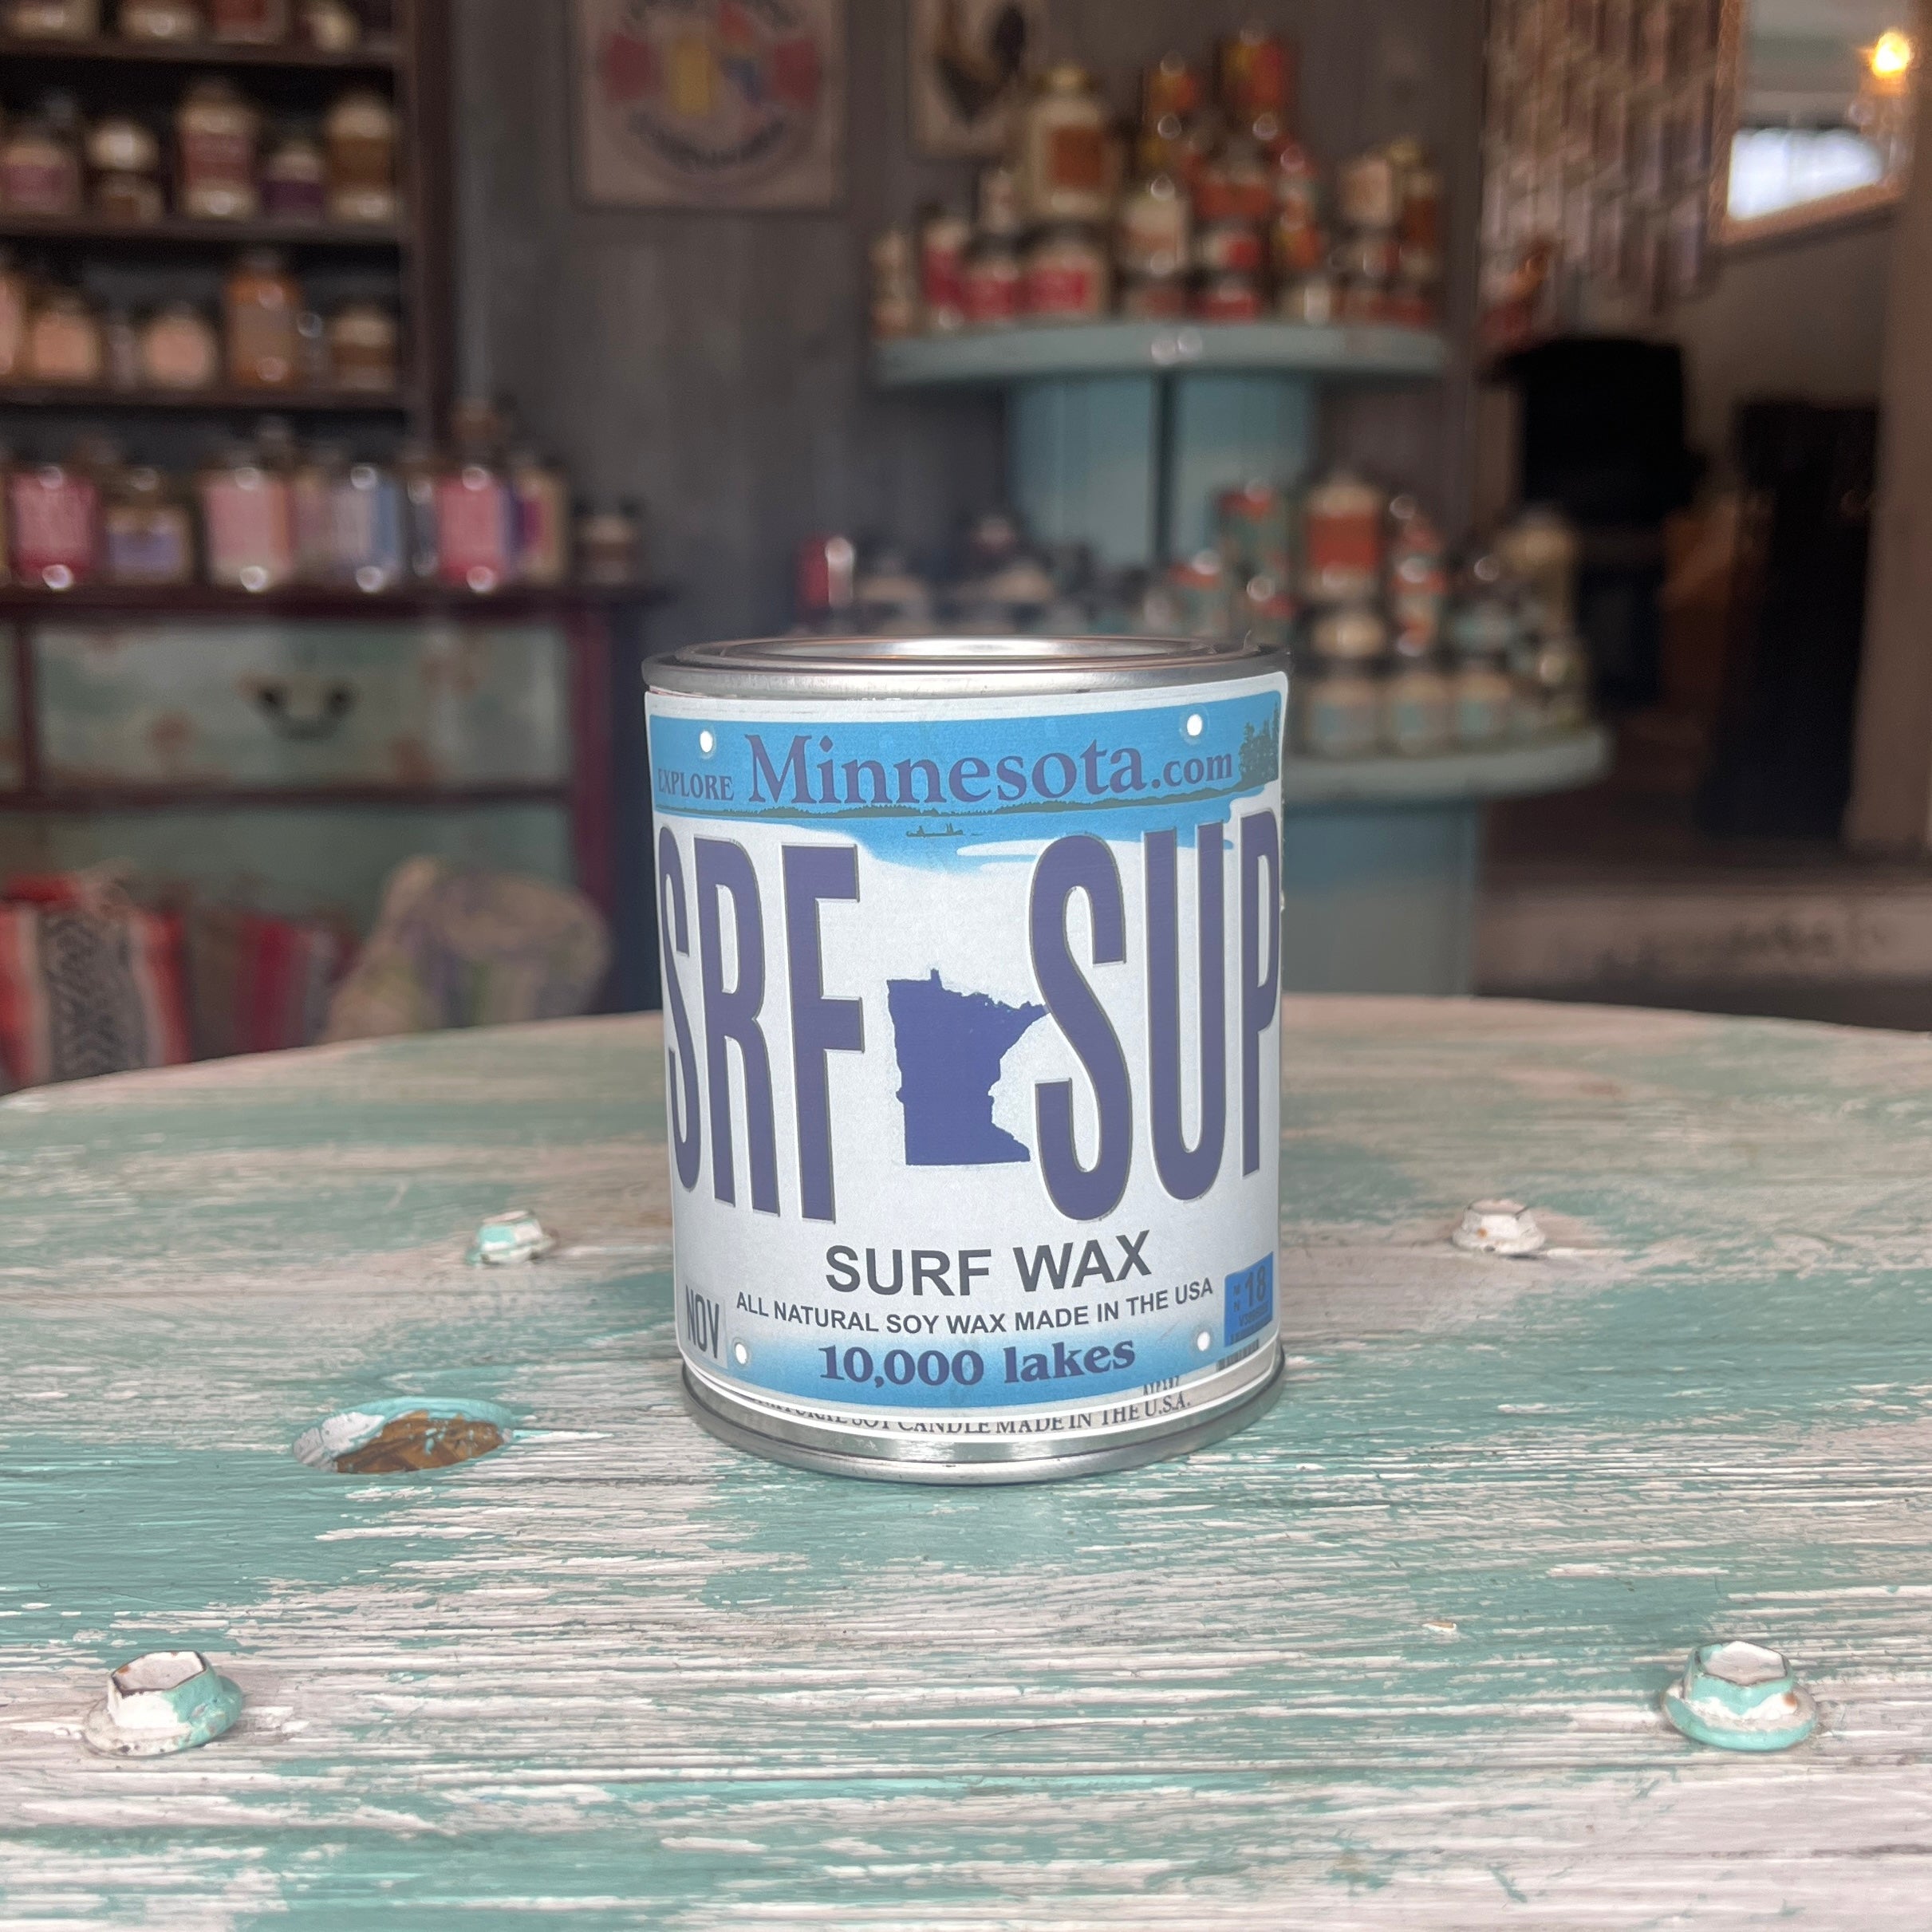 EXPLORE Minnesota.com
SRF SUP
SURF WAX
ALL NATURAL SOY WAX MADE IN THE USA
NOV
18
10,000 lakes
NATURAL SOY CANDLE MADE IN THE U.S.A.